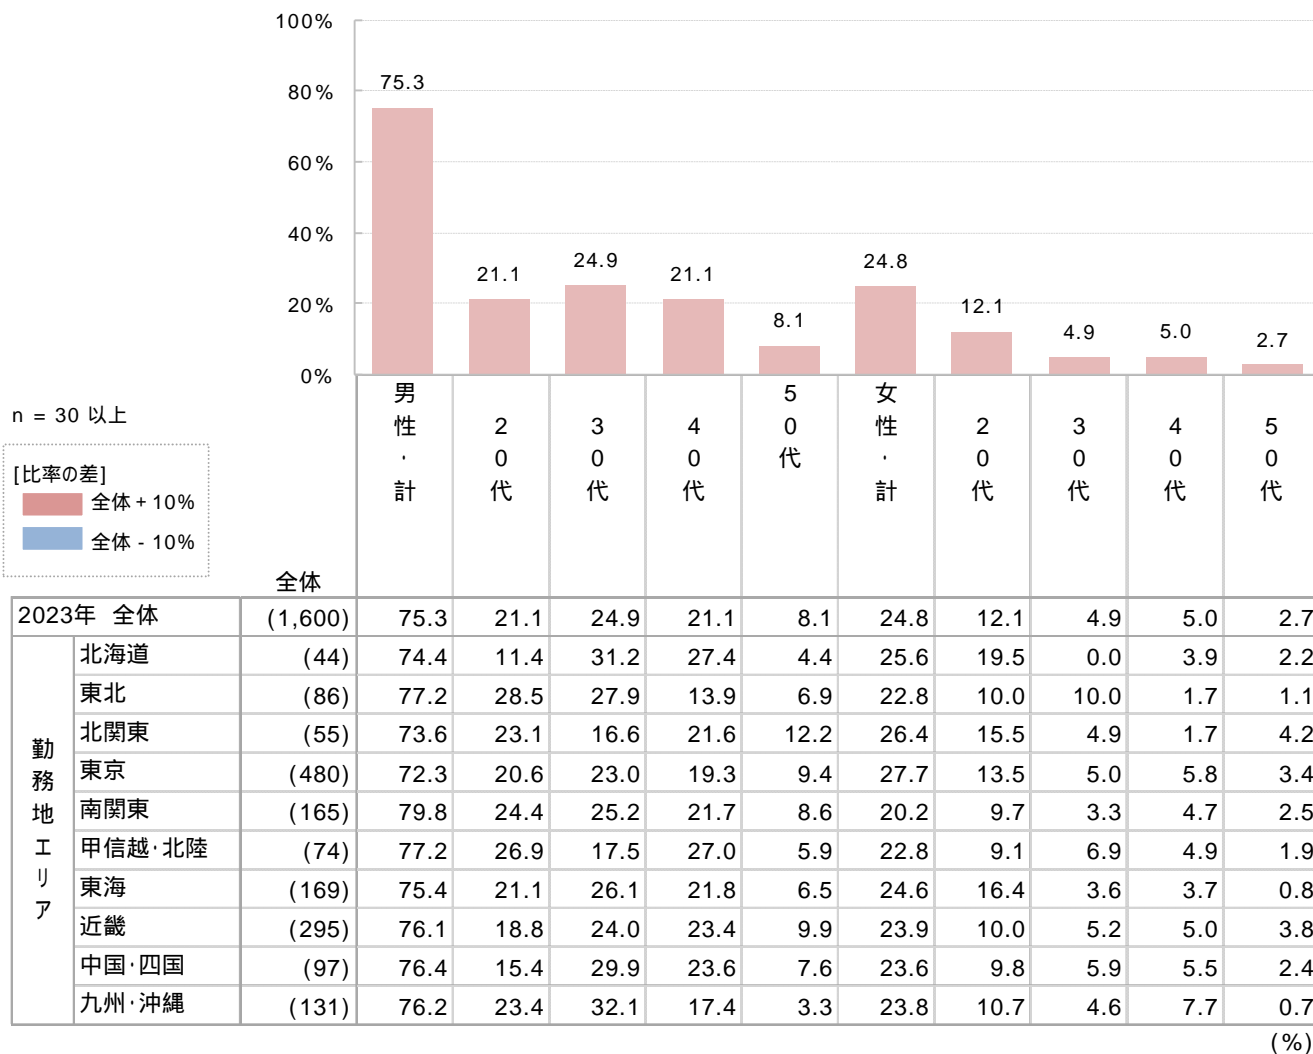 100%
80%
60%
40%
20%
0%
75.3
21.1
24.9
21.1
8.1
24.8
12.1
4.9
5.0
2.7
n = 30 以上
[比率の差]
全体 + 10%
全体 - 10%
全体
男性・計
20代
30代
40代
50代
女性・計
20代
30代
40代
50代
2023年 全体 (1,600) 75.3 21.1 24.9 21.1 8.1 24.8 12.1 4.9 5.0 2.7
勤務地エリア
北海道 (44) 74.4 11.4 31.2 27.4 4.4 25.6 19.5 0.0 3.9 2.2
東北 (86) 77.2 28.5 27.9 13.9 6.9 22.8 10.0 10.0 1.7 1.1
北関東 (55) 73.6 23.1 16.6 21.6 12.2 26.4 15.5 4.9 1.7 4.2
東京 (480) 72.3 20.6 23.0 19.3 9.4 27.7 13.5 5.0 5.8 3.4
南関東 (165) 79.8 24.4 25.2 21.7 8.6 20.2 9.7 3.3 4.7 2.5
甲信越・北陸 (74) 77.2 26.9 17.5 27.0 5.9 22.8 9.1 6.9 4.9 1.9
東海 (169) 75.4 21.1 26.1 21.8 6.5 24.6 16.4 3.6 3.7 0.8
近畿 (295) 76.1 18.8 24.0 23.4 9.9 23.9 10.0 5.2 5.0 3.8
中国・四国 (97) 76.4 15.4 29.9 23.6 7.6 23.6 9.8 5.9 5.5 2.4
九州・沖縄 (131) 76.2 23.4 32.1 17.4 3.3 23.8 10.7 4.6 7.7 0.7
(%)